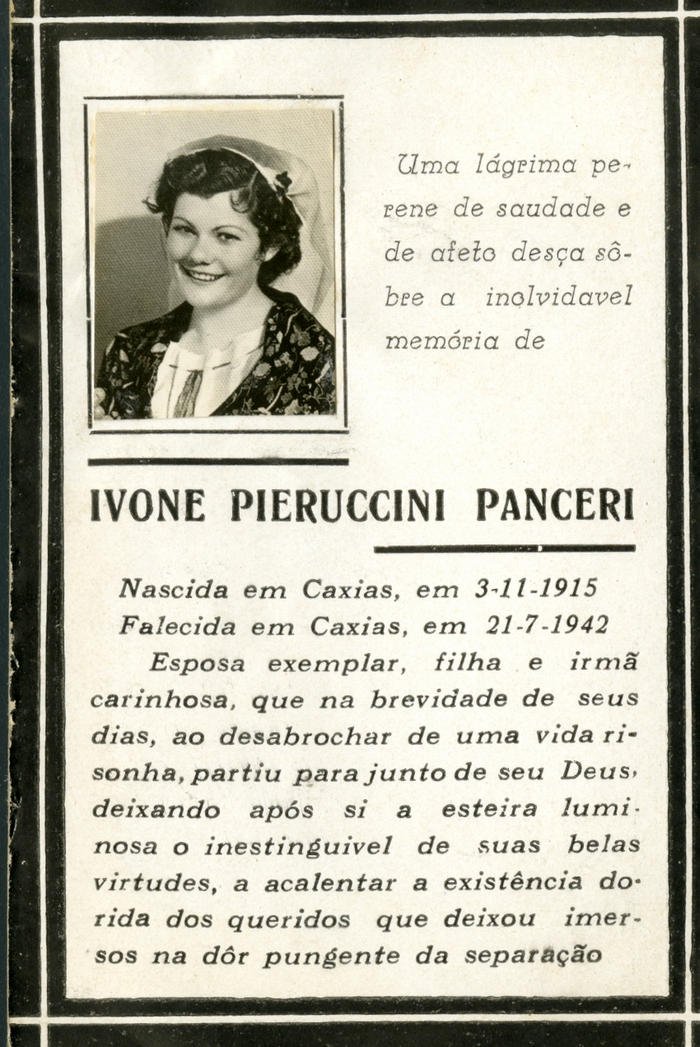 Uma lágrima pe-
rene de saudade e
de afeto desça sô-
bre a inolvidavel
memória de
IVONE PIERUCCINI PANCERI
Nascida em Caxias, em 3-11-1915
Falecida em Caxias, em 21-7-1942
Esposa exemplar, filha e irmã
carinhosa, que na brevidade de seus
dias, ao desabrochar de uma vida ri-
sonha, partiu para junto de seu Deus,
deixando após si a esteira lumi-
nosa o inestinguivel de suas belas
virtudes, a acalentar a existência do-
rida dos queridos que deixou imer-
sos na dôr pungente da separação